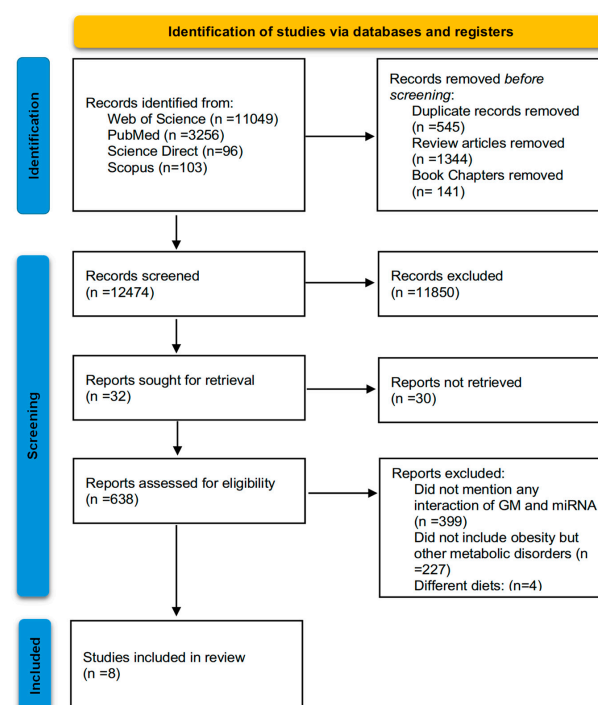 Identification of studies via databases and registers
Identification
Records identified from:
Web of Science (n =11049)
PubMed (n =3256)
Science Direct (n=96)
Scopus (n=103)
Records removed before
screening:
Duplicate records removed
(n =545)
Review articles removed
(n =1344)
Book Chapters removed
(n= 141)
Screening
Records screened
(n =12474)
Records excluded
(n =11850)
Reports sought for retrieval
(n =32)
Reports not retrieved
(n =30)
Reports assessed for eligibility
(n =638)
Reports excluded:
Did not mention any
interaction of GM and miRNA
(n =399)
Did not include obesity but
other metabolic disorders (n
=227)
Different diets: (n=4)
Included
Studies included in review
(n =8)